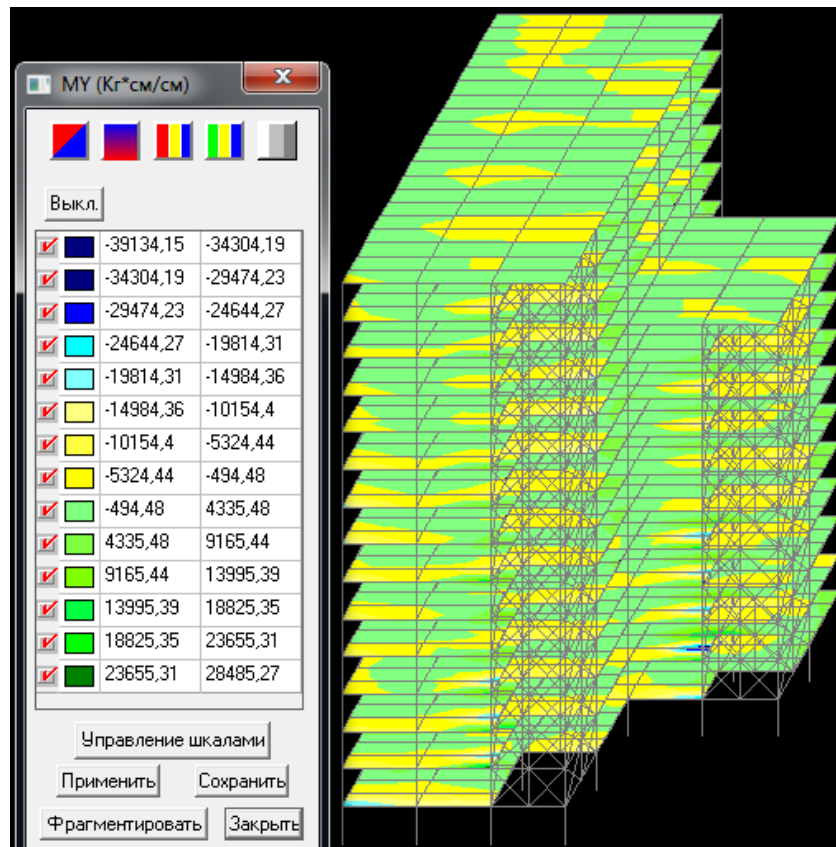 MY (Кг*см/см)
Выкл.
-39134,15 -34304,19
-34304,19 -29474,23
-29474,23 -24644,27
-24644,27 -19814,31
-19814,31 -14984,36
-14984,36 -10154,4
-10154,4 -5324,44
-5324,44 -494,48
-494,48 4335,48
4335,48 9165,44
9165,44 13995,39
13995,39 18825,35
18825,35 23655,31
23655,31 28485,27
Управление шкалами
Применить Сохранить
Фрагментировать Закрыть